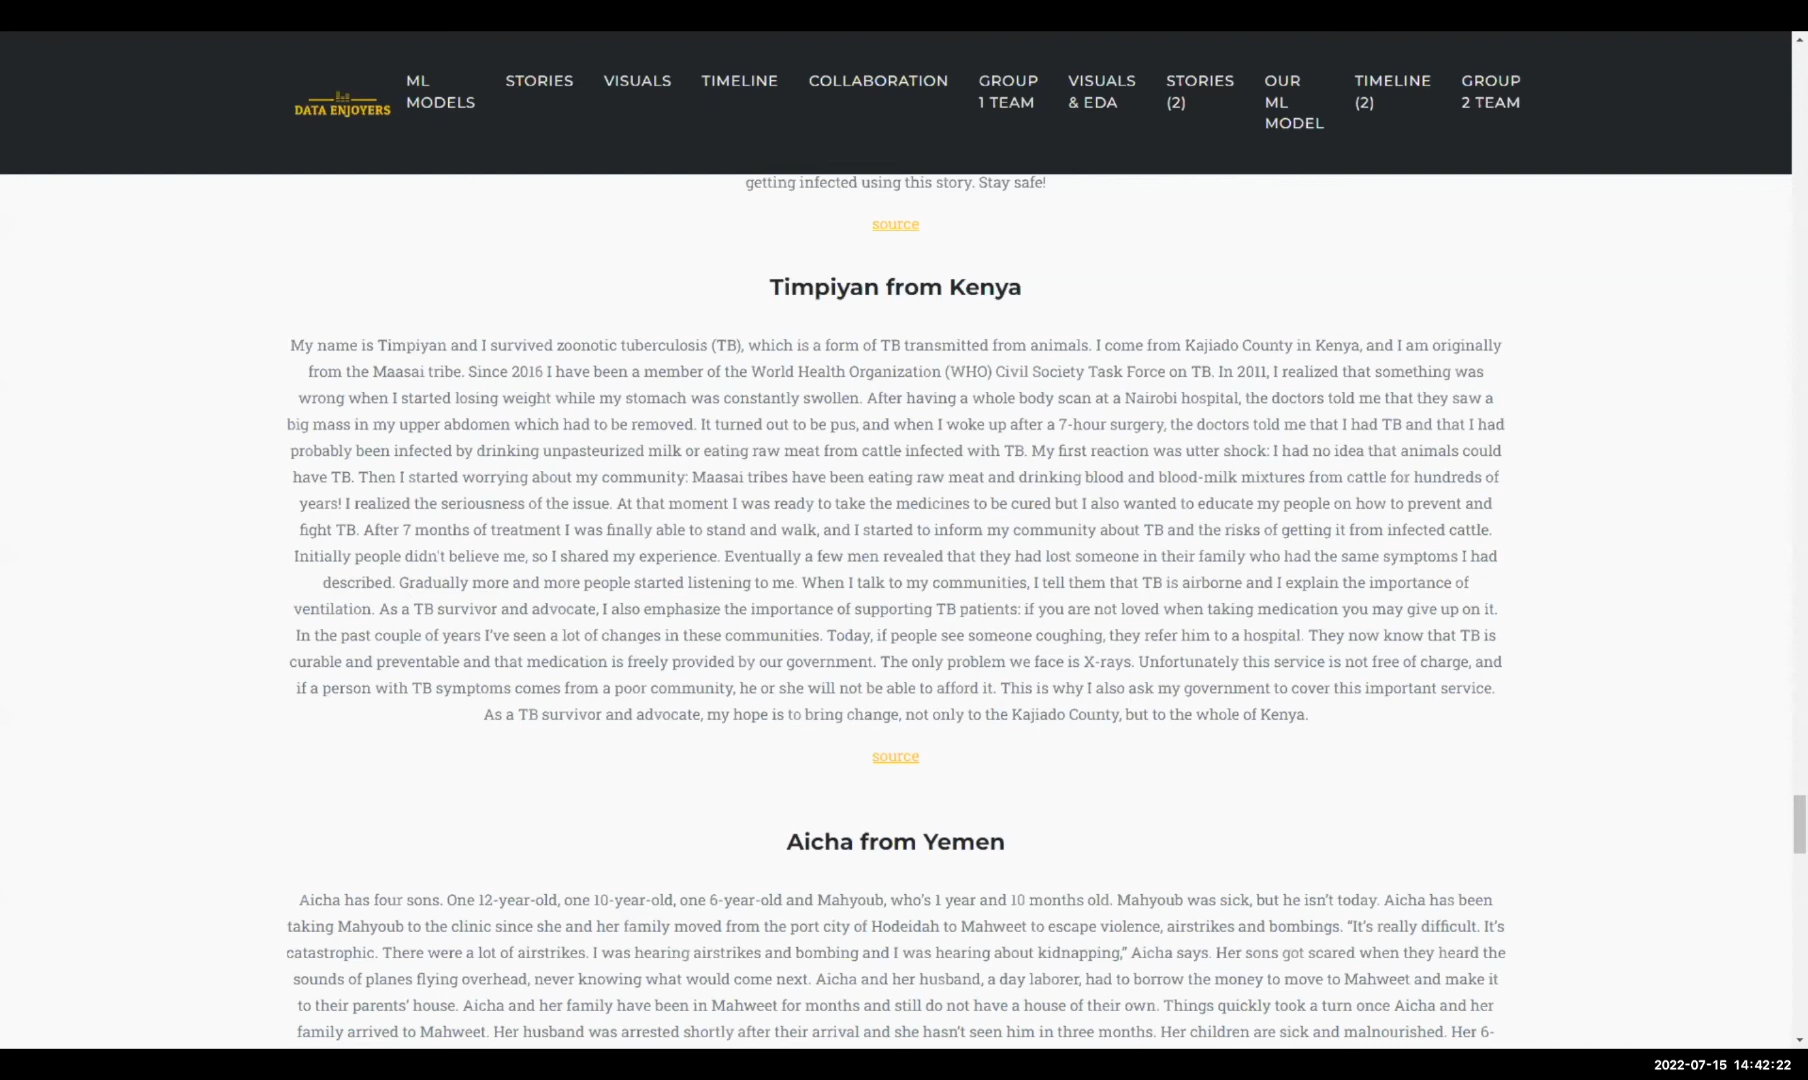 DATA ENJOYERS
ML
MODELS
STORIES
VISUALS
TIMELINE
COLLABORATION
GROUP
1 TEAM
VISUALS
& EDA
STORIES
(2)
OUR
ML
MODEL
TIMELINE
(2)
GROUP
2 TEAM
getting infected using this story. Stay safe!
source
Timpiyan from Kenya
My name is Timpiyan and I survived zoonotic tuberculosis (TB), which is a form of TB transmitted from animals. I come from Kajiado County in Kenya, and I am originally
from the Maasai tribe. Since 2016 I have been a member of the World Health Organization (WHO) Civil Society Task Force on TB. In 2011, I realized that something was
wrong when I started losing weight while my stomach was constantly swollen. After having a whole body scan at a Nairobi hospital, the doctors told me that they saw a
big mass in my upper abdomen which had to be removed. It turned out to be pus, and when I woke up after a 7-hour surgery, the doctors told me that I had TB and that I had
probably been infected by drinking unpasteurized milk or eating raw meat from cattle infected with TB. My first reaction was utter shock: I had no idea that animals could
have TB. Then I started worrying about my community: Maasai tribes have been eating raw meat and drinking blood and blood-milk mixtures from cattle for hundreds of
years! I realized the seriousness of the issue. At that moment I was ready to take the medicines to be cured but I also wanted to educate my people on how to prevent and
fight TB. After 7 months of treatment I was finally able to stand and walk, and I started to inform my community about TB and the risks of getting it from infected cattle.
Initially people didn't believe me, so I shared my experience. Eventually a few men revealed that they had lost someone in their family who had the same symptoms I had
described. Gradually more and more people started listening to me. When I talk to my communities, I tell them that TB is airborne and I explain the importance of
ventilation. As a TB survivor and advocate, I also emphasize the importance of supporting TB patients: if you are not loved when taking medication you may give up on it.
In the past couple of years I’ve seen a lot of changes in these communities. Today, if people see someone coughing, they refer him to a hospital. They now know that TB is
curable and preventable and that medication is freely provided by our government. The only problem we face is X-rays. Unfortunately this service is not free of charge, and
if a person with TB symptoms comes from a poor community, he or she will not be able to afford it. This is why I also ask my government to cover this important service.
As a TB survivor and advocate, my hope is to bring change, not only to the Kajiado County, but to the whole of Kenya.
source
Aicha from Yemen
Aicha has four sons. One 12-year-old, one 10-year-old, one 6-year-old and Mahyoub, who’s 1 year and 10 months old. Mahyoub was sick, but he isn’t today. Aicha has been
taking Mahyoub to the clinic since she and her family moved from the port city of Hodeidah to Mahweet to escape violence, airstrikes and bombings. “It’s really difficult. It’s
catastrophic. There were a lot of airstrikes. I was hearing airstrikes and bombing and I was hearing about kidnapping,” Aicha says. Her sons got scared when they heard the
sounds of planes flying overhead, never knowing what would come next. Aicha and her husband, a day laborer, had to borrow the money to move to Mahweet and make it
to their parents’ house. Aicha and her family have been in Mahweet for months and still do not have a house of their own. Things quickly took a turn once Aicha and her
family arrived to Mahweet. Her husband was arrested shortly after their arrival and she hasn’t seen him in three months. Her children are sick and malnourished. Her 6-
2022-07-15 14:42:22